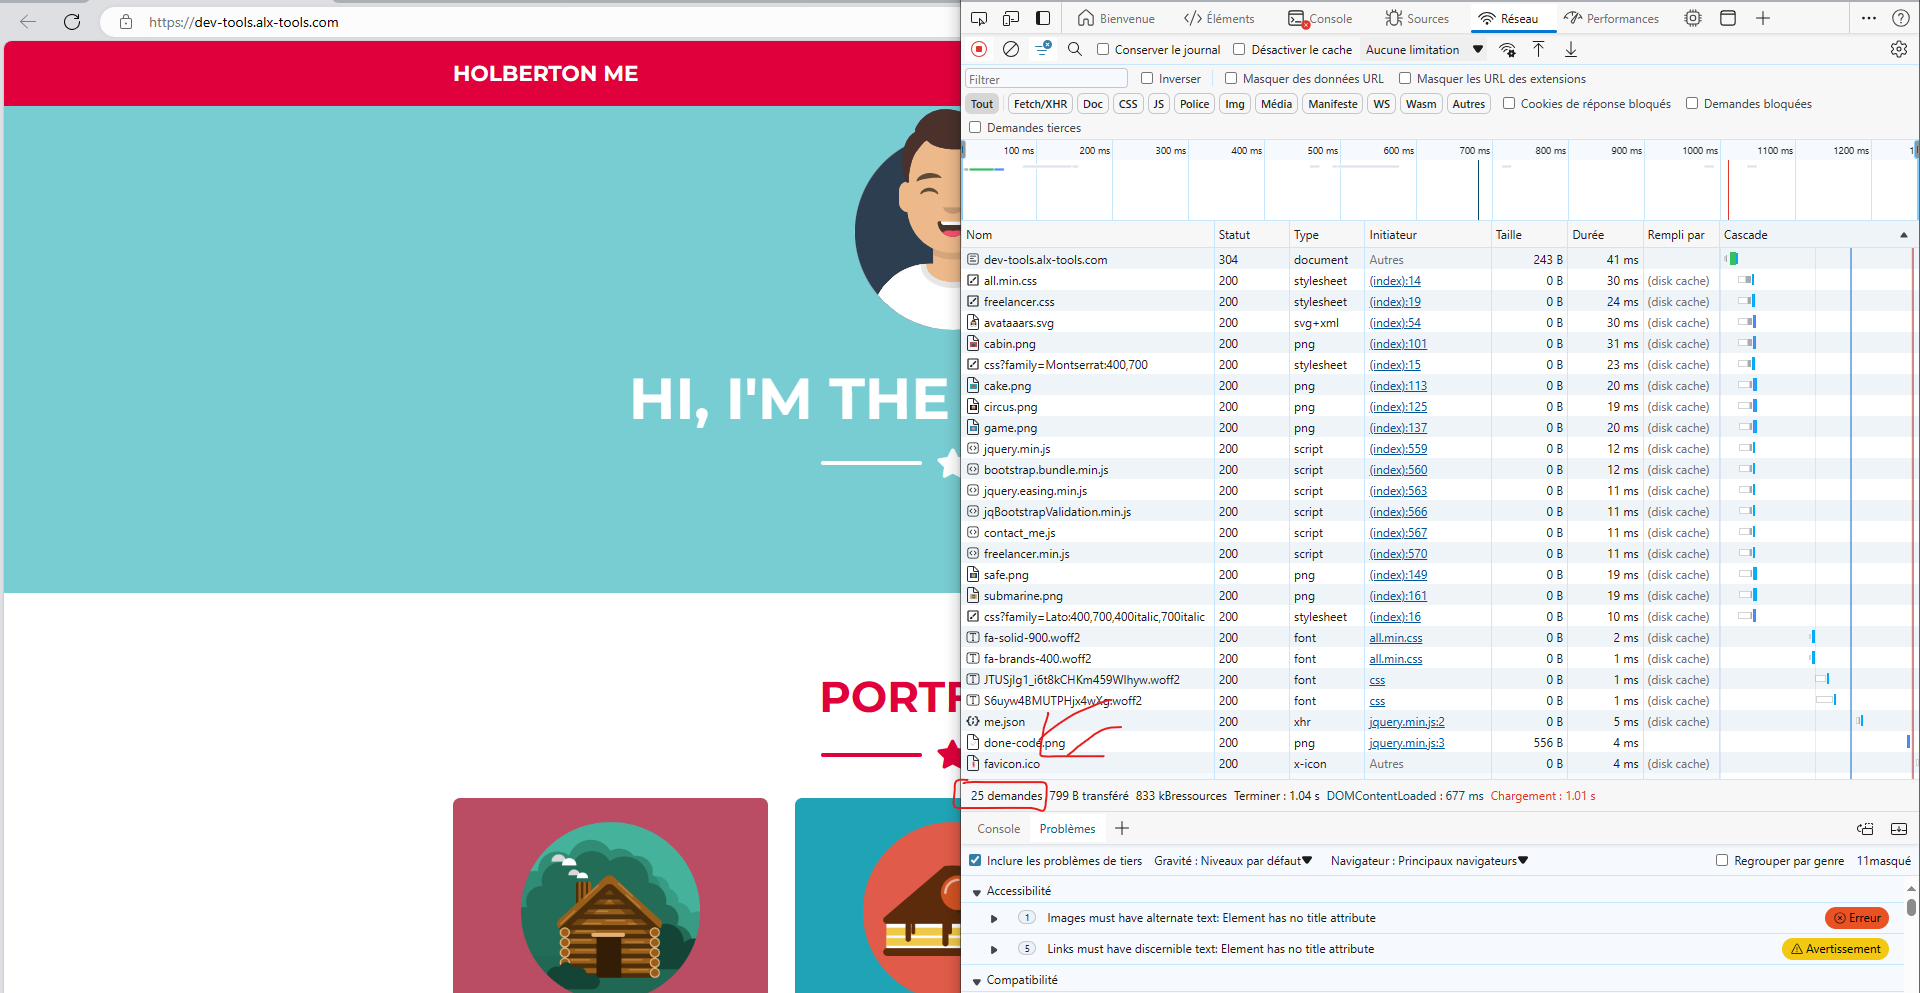 https://dev-tools.alx-tools.com
HOLBERTON ME
HI, I'M THE
PORTF
Bienvenue Éléments Console Sources Réseau Performances
Conserver le journal Désactiver le cache Aucune limitation
Filtrer Inverser Masquer des données URL Masquer les URL des extensions
Tout Fetch/XHR Doc CSS JS Police Img Média Manifeste WS Wasm Autres Cookies de réponse bloqués Demandes bloquées
Demandes tierces
100 ms 200 ms 300 ms 400 ms 500 ms 600 ms 700 ms 800 ms 900 ms 1000 ms 1100 ms 1200 ms 1
Nom Statut Type Initiateur Taille Durée Rempli par Cascade
dev-tools.alx-tools.com 304 document Autres 243 B 41 ms
all.min.css 200 stylesheet (index):14 0 B 30 ms (disk cache)
freelancer.css 200 stylesheet (index):19 0 B 24 ms (disk cache)
avataaars.svg 200 svg+xml (index):54 0 B 30 ms (disk cache)
cabin.png 200 png (index):101 0 B 31 ms (disk cache)
css?family=Montserrat:400,700 200 stylesheet (index):15 0 B 23 ms (disk cache)
cake.png 200 png (index):113 0 B 20 ms (disk cache)
circus.png 200 png (index):125 0 B 19 ms (disk cache)
game.png 200 png (index):137 0 B 20 ms (disk cache)
jquery.min.js 200 script (index):559 0 B 12 ms (disk cache)
bootstrap.bundle.min.js 200 script (index):560 0 B 12 ms (disk cache)
jquery.easing.min.js 200 script (index):563 0 B 11 ms (disk cache)
jqBootstrapValidation.min.js 200 script (index):566 0 B 11 ms (disk cache)
contact_me.js 200 script (index):567 0 B 11 ms (disk cache)
freelancer.min.js 200 script (index):570 0 B 11 ms (disk cache)
safe.png 200 png (index):149 0 B 19 ms (disk cache)
submarine.png 200 png (index):161 0 B 19 ms (disk cache)
css?family=Lato:400,700,400italic,700italic 200 stylesheet (index):16 0 B 10 ms (disk cache)
fa-solid-900.woff2 200 font all.min.css 0 B 2 ms (disk cache)
fa-brands-400.woff2 200 font all.min.css 0 B 1 ms (disk cache)
JTUSjIg1_i6t8kCHKm459Wlhyw.woff2 200 font css 0 B 1 ms (disk cache)
S6uyw4BMUTPHjx4wXg.woff2 200 font css 0 B 1 ms (disk cache)
me.json 200 xhr jquery.min.js:2 0 B 5 ms (disk cache)
done-code.png 200 png jquery.min.js:3 556 B 4 ms
favicon.ico 200 x-icon Autres 0 B 4 ms (disk cache)
25 demandes 799 B transféré 833 kBressources Terminer : 1.04 s DOMContentLoaded : 677 ms Chargement : 1.01 s
Console Problèmes
Inclure les problèmes de tiers Gravité : Niveaux par défaut Navigateur : Principaux navigateurs Regrouper par genre 11masqué
Accessibilité
1 Images must have alternate text: Element has no title attribute Erreur
5 Links must have discernible text: Element has no title attribute Avertissement
Compatibilité